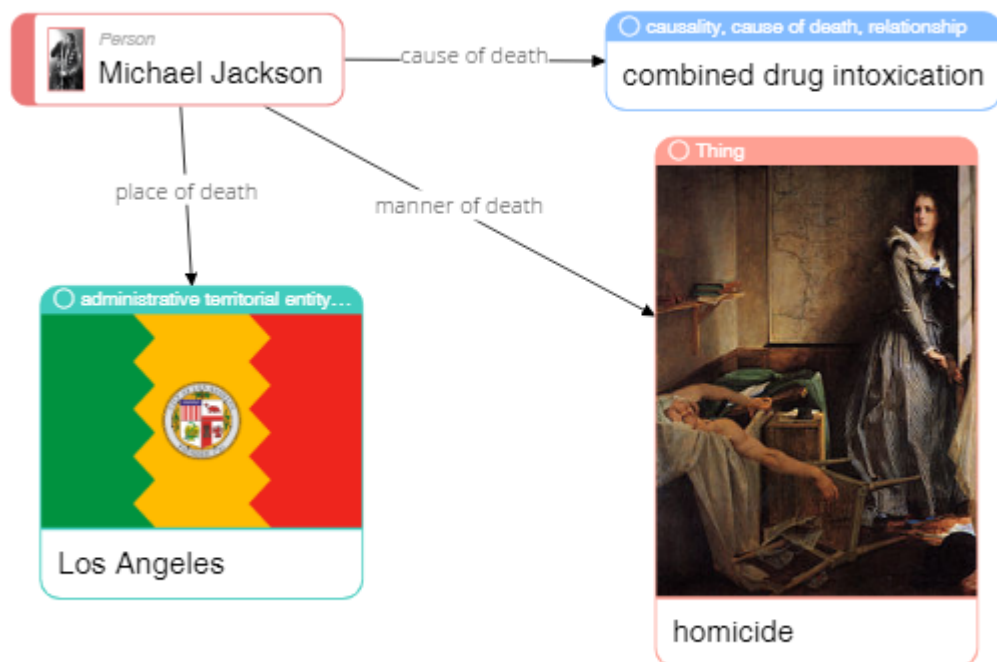 Person
Michael Jackson
cause of death
causality, cause of death, relationship
combined drug intoxication
place of death
manner of death
Thing
administrative territorial entity…
Los Angeles
homicide